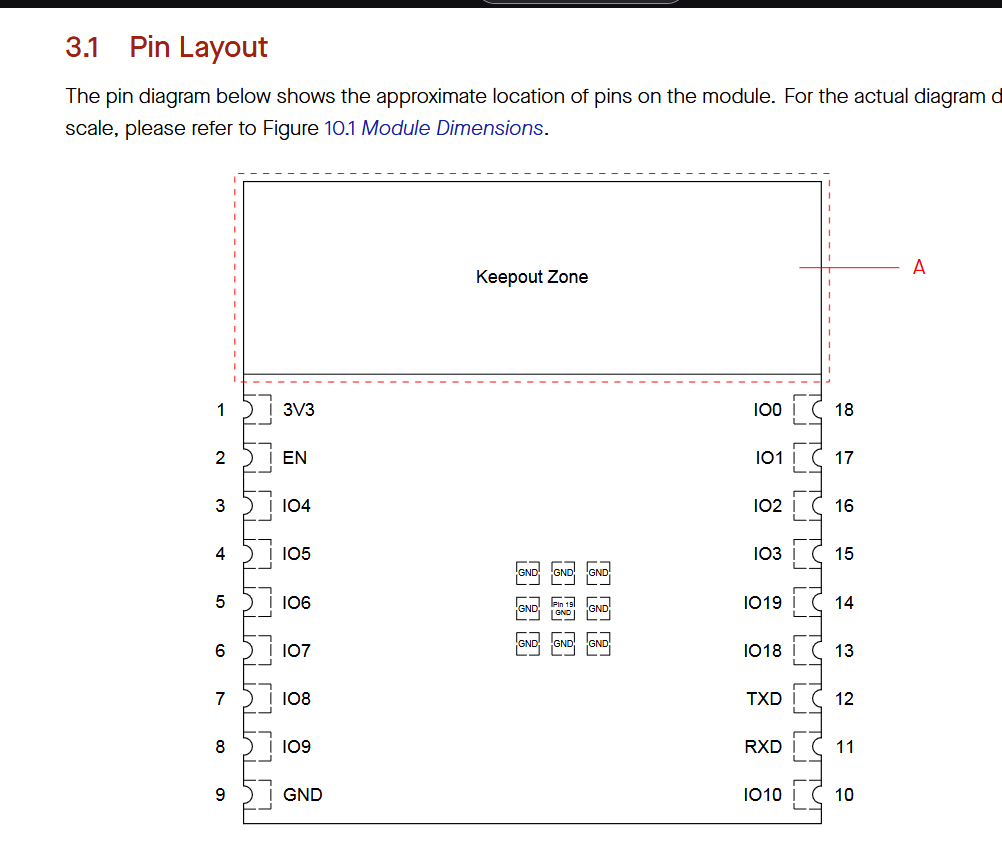 3.1 Pin Layout
The pin diagram below shows the approximate location of pins on the module. For the actual diagram d
scale, please refer to Figure 10.1 Module Dimensions.
Keepout Zone
A
1 3V3 IO0 18
2 EN IO1 17
3 IO4 IO2 16
4 IO5 IO3 15
GND GND GND
5 IO6 IO19 14
GND Pin 19 GND GND
6 IO7 IO18 13
GND GND GND
7 IO8 TXD 12
8 IO9 RXD 11
9 GND IO10 10